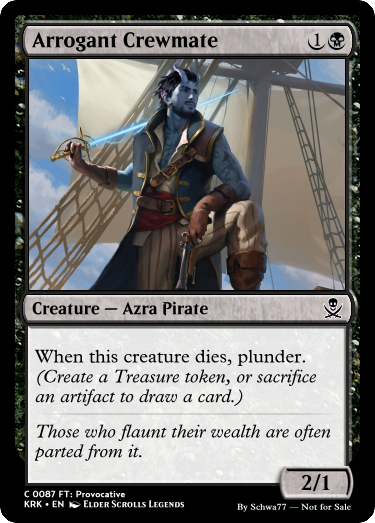 Arrogant Crewmate 1
Creature — Azra Pirate
When this creature dies, plunder.
(Create a Treasure token, or sacrifice
an artifact to draw a card.)
Those who flaunt their wealth are often
parted from it.
2/1
C 0087 FT: Provocative
KRK • EN Elder Scrolls Legends
By Schwa77 — Not for Sale